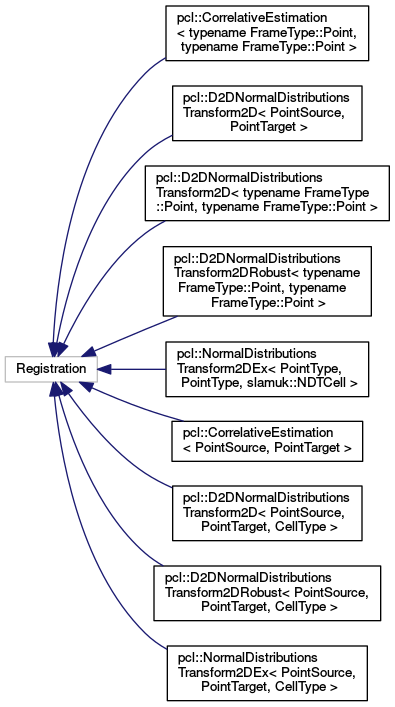 pcl::CorrelativeEstimation
< typename FrameType::Point,
typename FrameType::Point >
pcl::D2DNormalDistributions
Transform2D< PointSource,
PointTarget >
pcl::D2DNormalDistributions
Transform2D< typename FrameType
::Point, typename FrameType::Point >
pcl::D2DNormalDistributions
Transform2DRobust< typename
FrameType::Point, typename
FrameType::Point >
Registration
pcl::NormalDistributions
Transform2DEx< PointType,
PointType, slamuk::NDTCell >
pcl::CorrelativeEstimation
< PointSource, PointTarget >
pcl::D2DNormalDistributions
Transform2D< PointSource,
PointTarget, CellType >
pcl::D2DNormalDistributions
Transform2DRobust< PointSource,
PointTarget, CellType >
pcl::NormalDistributions
Transform2DEx< PointSource,
PointTarget, CellType >